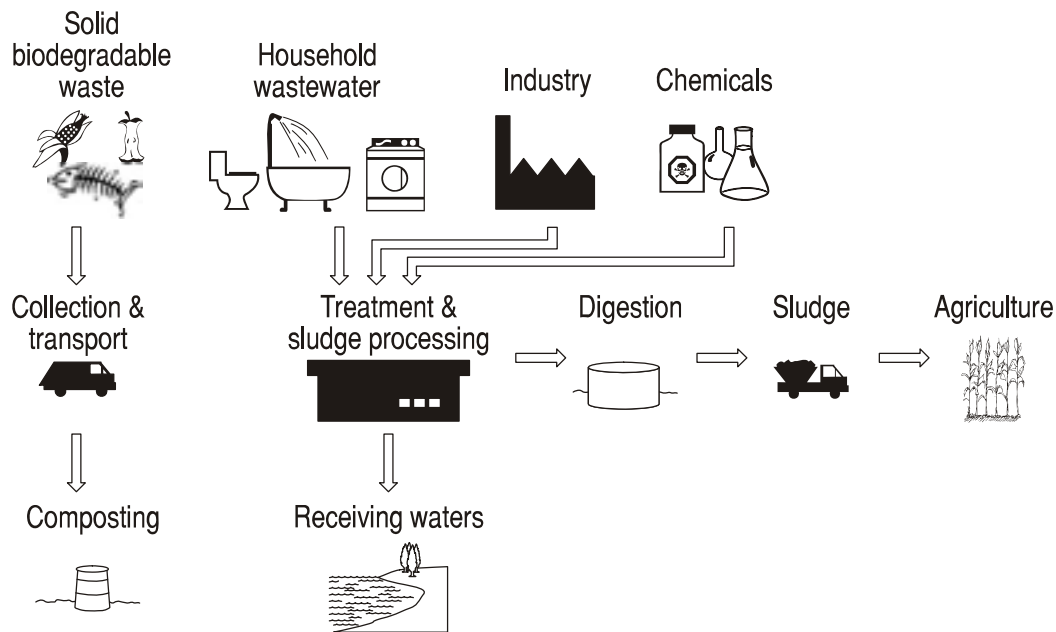 Solid
biodegradable
waste
Household
wastewater
Industry
Chemicals
Collection &
transport
Treatment &
sludge processing
Digestion
Sludge
Agriculture
Composting
Receiving waters